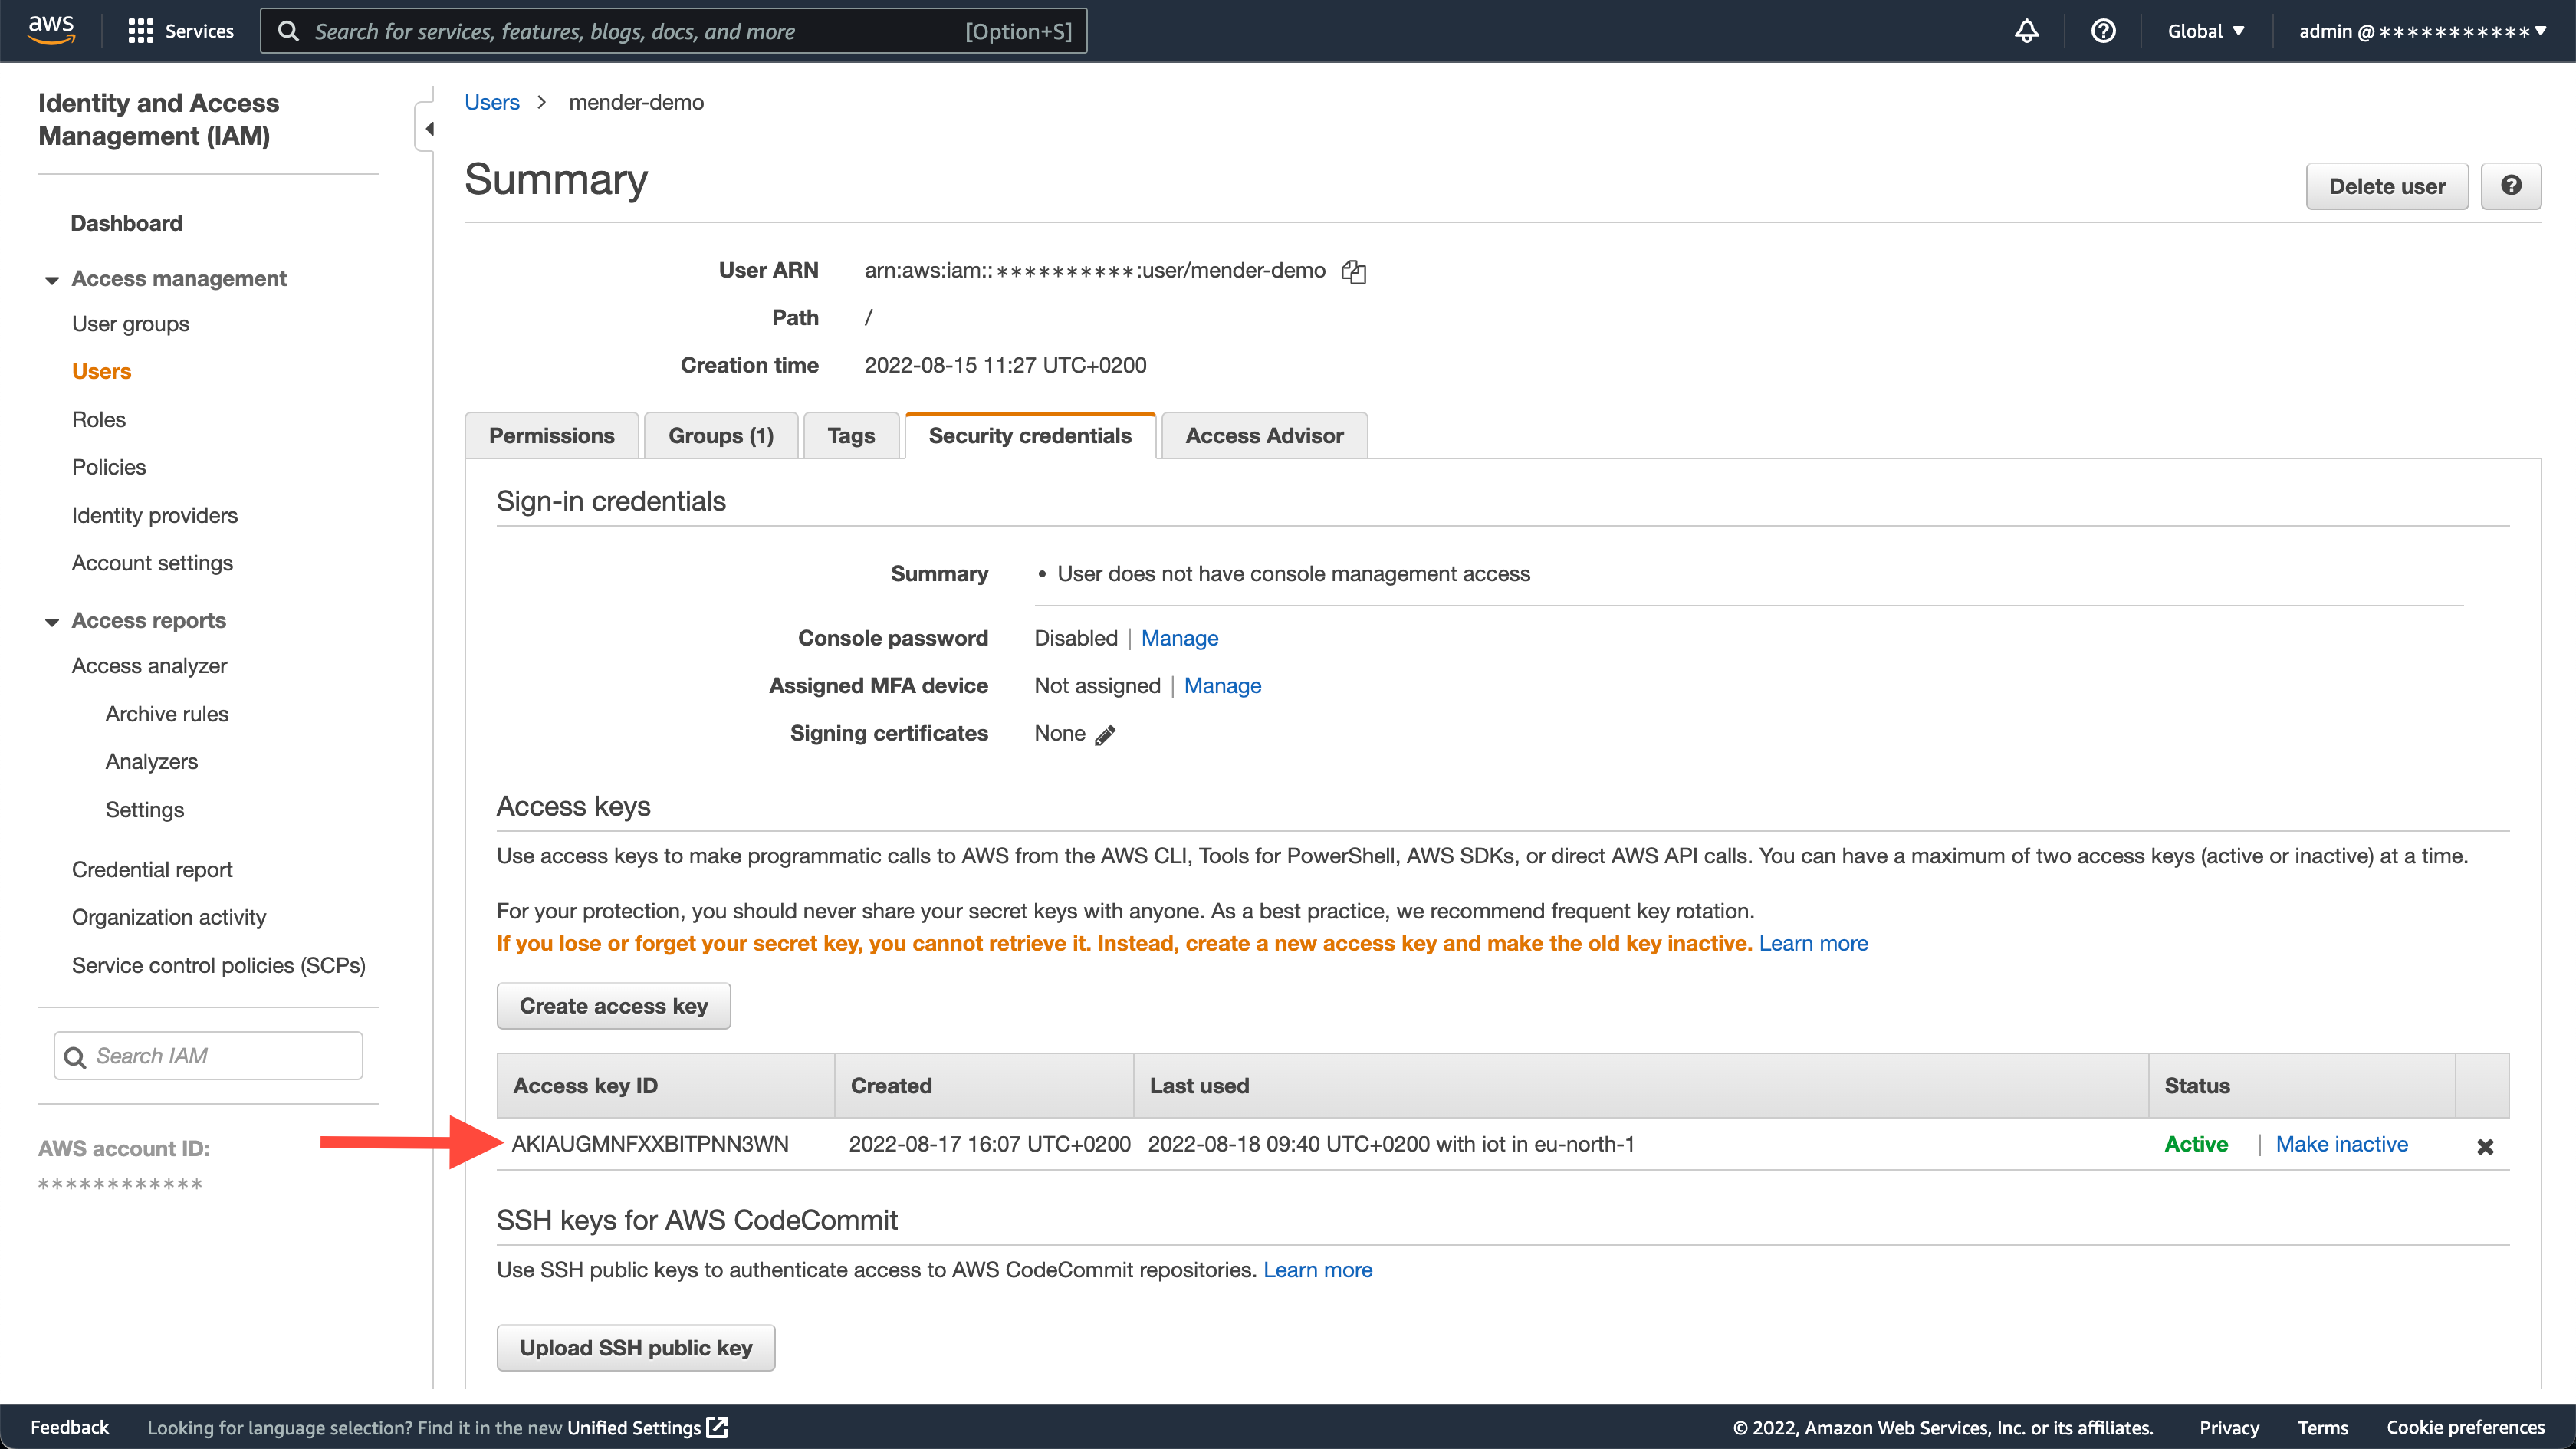 aws
Services
Search for services, features, blogs, docs, and more
[Option+S]
Global
admin @ ***********
Identity and Access
Management (IAM)
Dashboard
Access management
User groups
Users
Roles
Policies
Identity providers
Account settings
Access reports
Access analyzer
Archive rules
Analyzers
Settings
Credential report
Organization activity
Service control policies (SCPs)
Search IAM
AWS account ID:
************
Users > mender-demo
Summary
Delete user
User ARN arn:aws:iam::**********:user/mender-demo
Path /
Creation time 2022-08-15 11:27 UTC+0200
Permissions Groups (1) Tags Security credentials Access Advisor
Sign-in credentials
Summary • User does not have console management access
Console password Disabled | Manage
Assigned MFA device Not assigned | Manage
Signing certificates None
Access keys
Use access keys to make programmatic calls to AWS from the AWS CLI, Tools for PowerShell, AWS SDKs, or direct AWS API calls. You can have a maximum of two access keys (active or inactive) at a time.
For your protection, you should never share your secret keys with anyone. As a best practice, we recommend frequent key rotation.
If you lose or forget your secret key, you cannot retrieve it. Instead, create a new access key and make the old key inactive. Learn more
Create access key
Access key ID Created Last used Status
AKIAUGMNFXXBITPNN3WN 2022-08-17 16:07 UTC+0200 2022-08-18 09:40 UTC+0200 with iot in eu-north-1 Active | Make inactive
SSH keys for AWS CodeCommit
Use SSH public keys to authenticate access to AWS CodeCommit repositories. Learn more
Upload SSH public key
Feedback Looking for language selection? Find it in the new Unified Settings
© 2022, Amazon Web Services, Inc. or its affiliates. Privacy Terms Cookie preferences